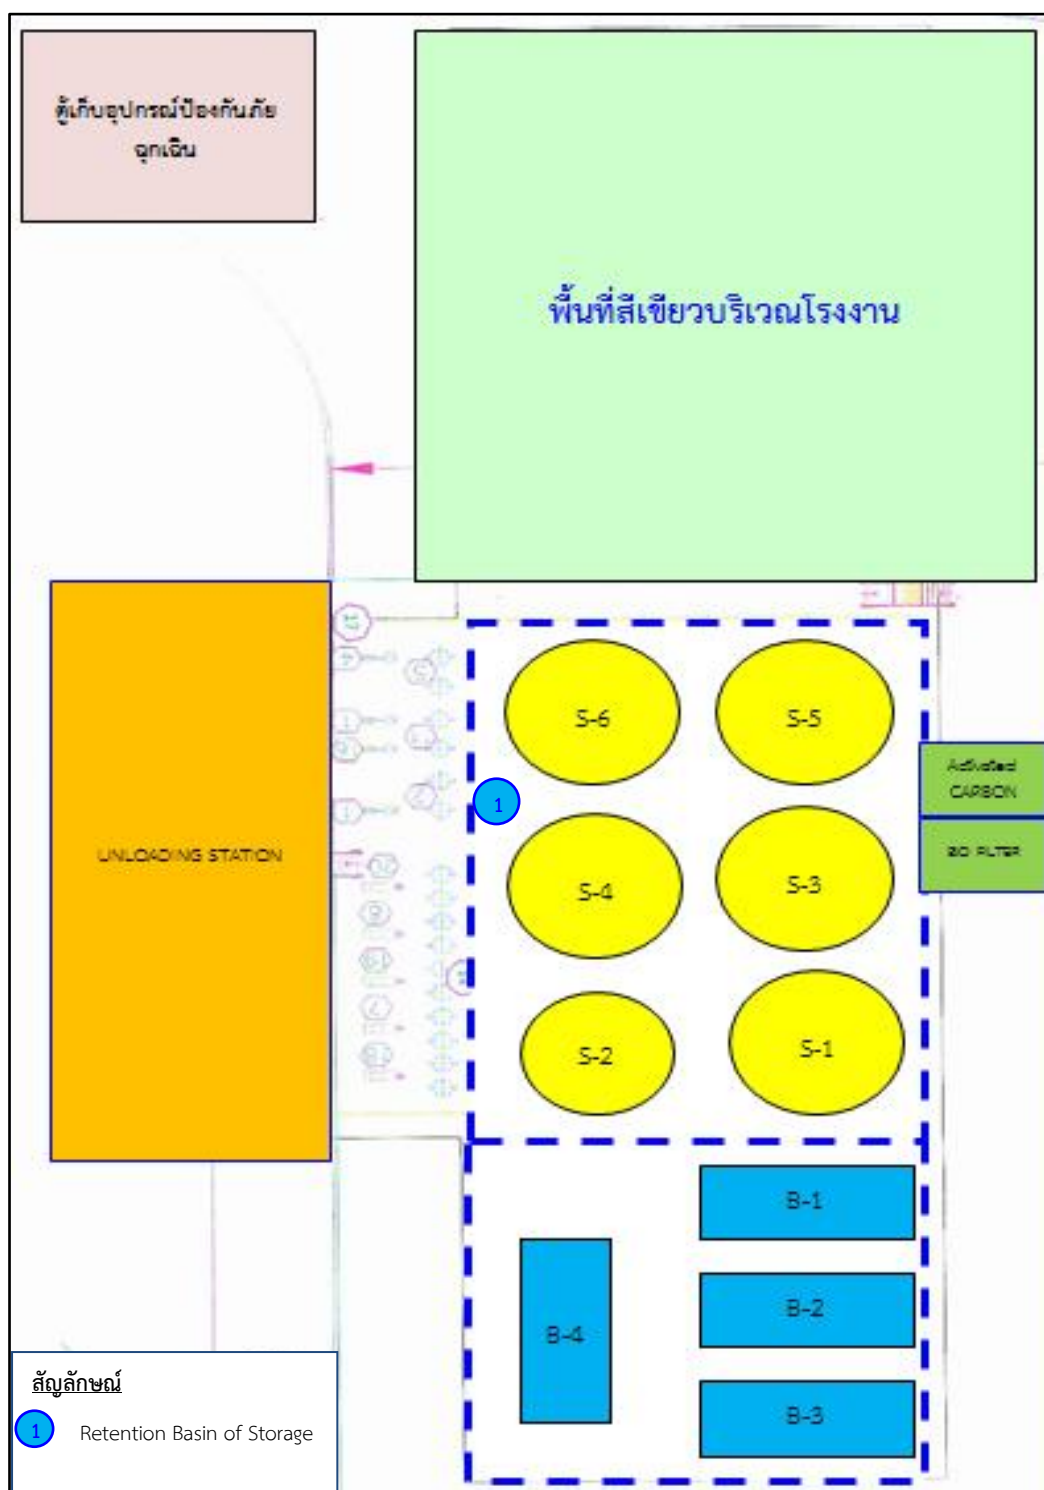 ตู้เก็บอุปกรณ์ป้องกันภัย
ฉุกเฉิน
พื้นที่สีเขียวบริเวณโรงงาน
S-6
S-5
1
Activated
CARBON
UNLOADING STATION
BIO FILTER
S-4
S-3
S-2
S-1
B-1
B-2
B-4
B-3
สัญลักษณ์
1 Retention Basin of Storage